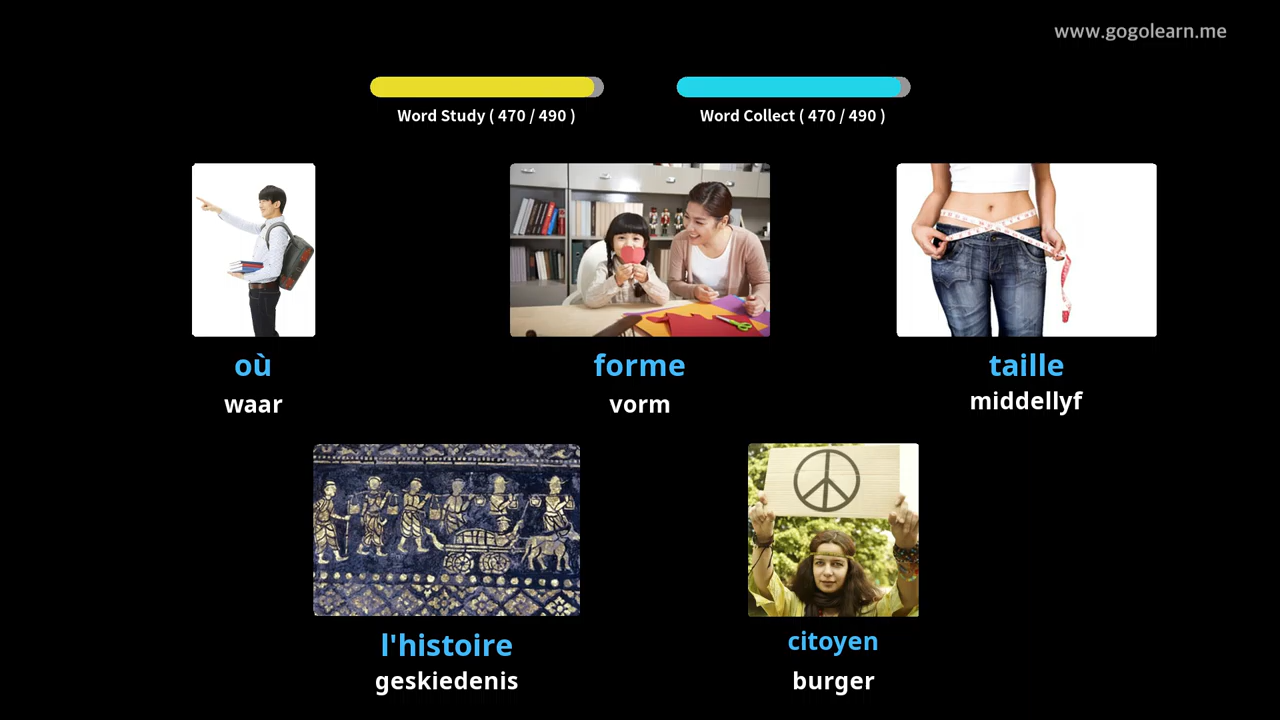 www.gogolearn.me
Word Study ( 470 / 490 )
Word Collect ( 470 / 490 )
où
forme
taille
waar
vorm
middellyf
l'histoire
citoyen
geskiedenis
burger